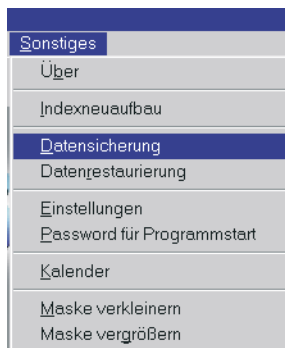 Sonstiges
Über
Indexneuaufbau
Datensicherung
Datenrestaurierung
Einstellungen
Password für Programmstart
Kalender
Maske verkleinern
Maske vergrößern